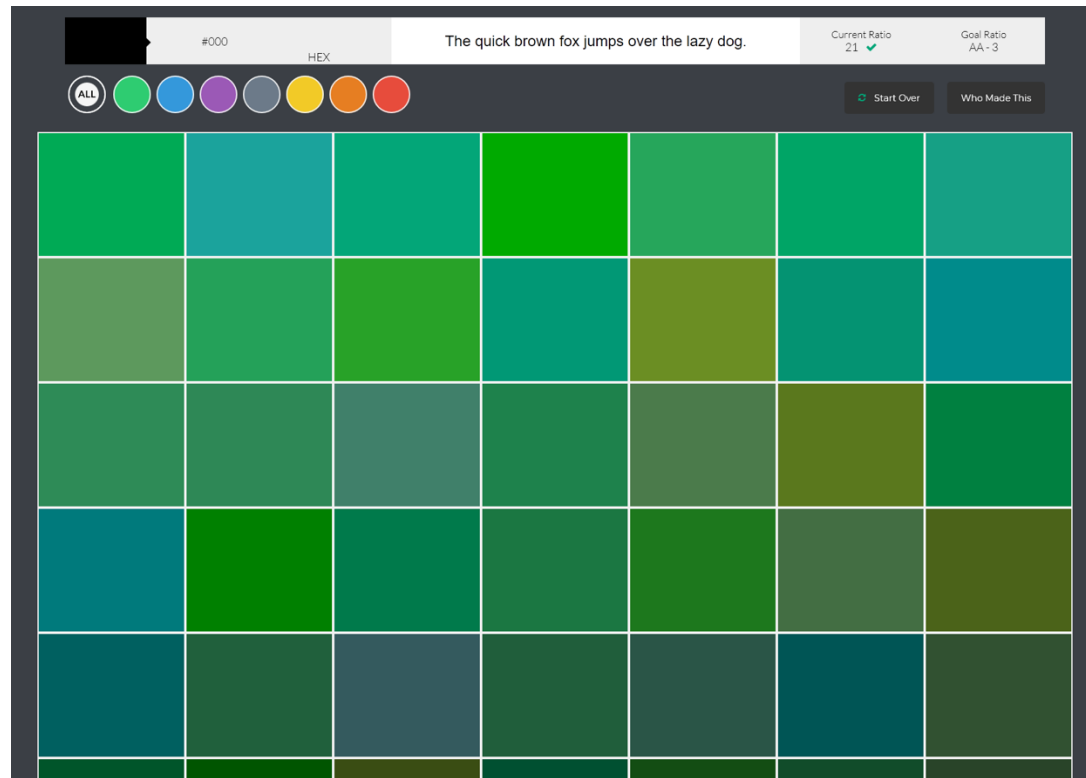 #000
HEX
The quick brown fox jumps over the lazy dog.
Current Ratio
21
Goal Ratio
AA - 3
ALL
Start Over
Who Made This